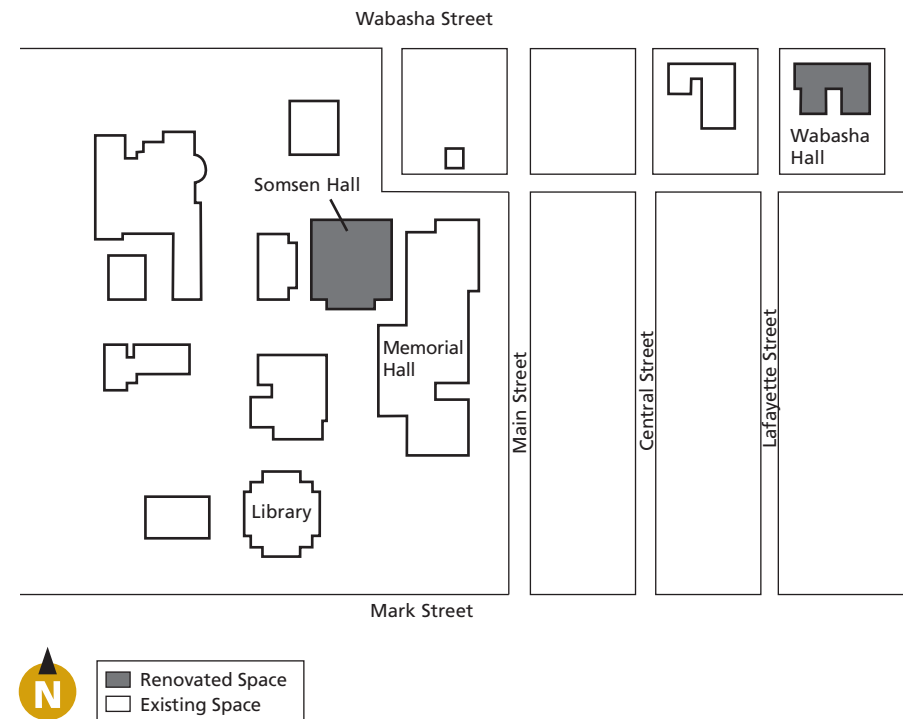 Wabasha Street
Wabasha
Hall
Somsen Hall
Memorial
Hall
Main Street
Central Street
Lafayette Street
Library
Mark Street
N
Renovated Space
Existing Space